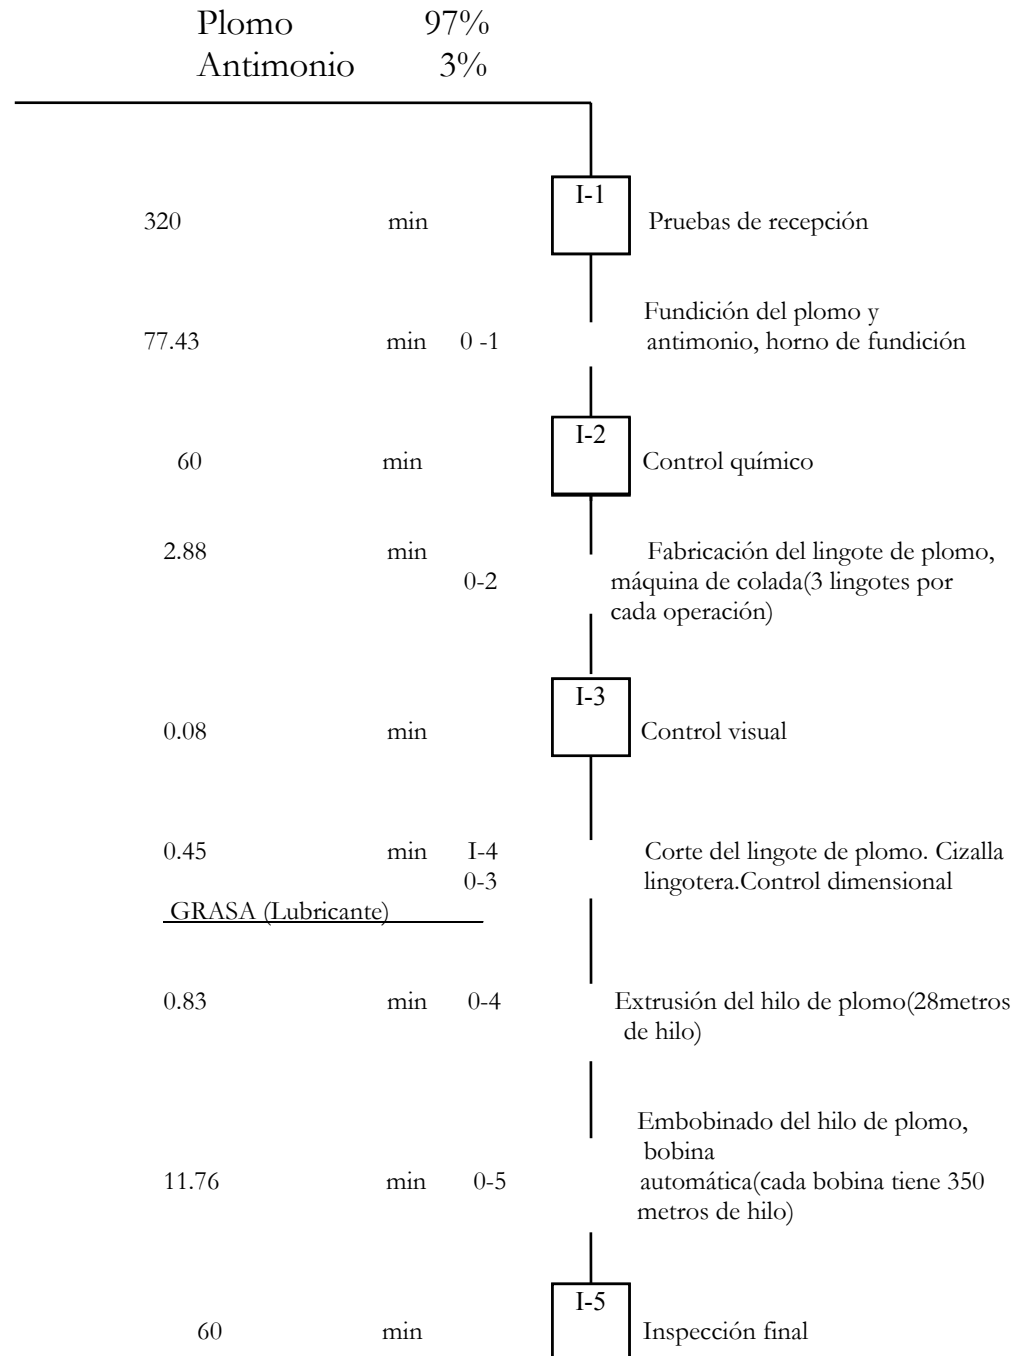 Plomo 97%
Antimonio 3%
I-1
320 min Pruebas de recepción
Fundición del plomo y
77.43 min 0 -1 antimonio, horno de fundición
I-2
60 min Control químico
2.88 min Fabricación del lingote de plomo,
0-2 máquina de colada(3 lingotes por
cada operación)
I-3
0.08 min Control visual
0.45 min I-4 Corte del lingote de plomo. Cizalla
0-3 lingotera.Control dimensional
GRASA (Lubricante)
0.83 min 0-4 Extrusión del hilo de plomo(28metros
de hilo)
Embobinado del hilo de plomo,
bobina
11.76 min 0-5 automática(cada bobina tiene 350
metros de hilo)
I-5
60 min Inspección final